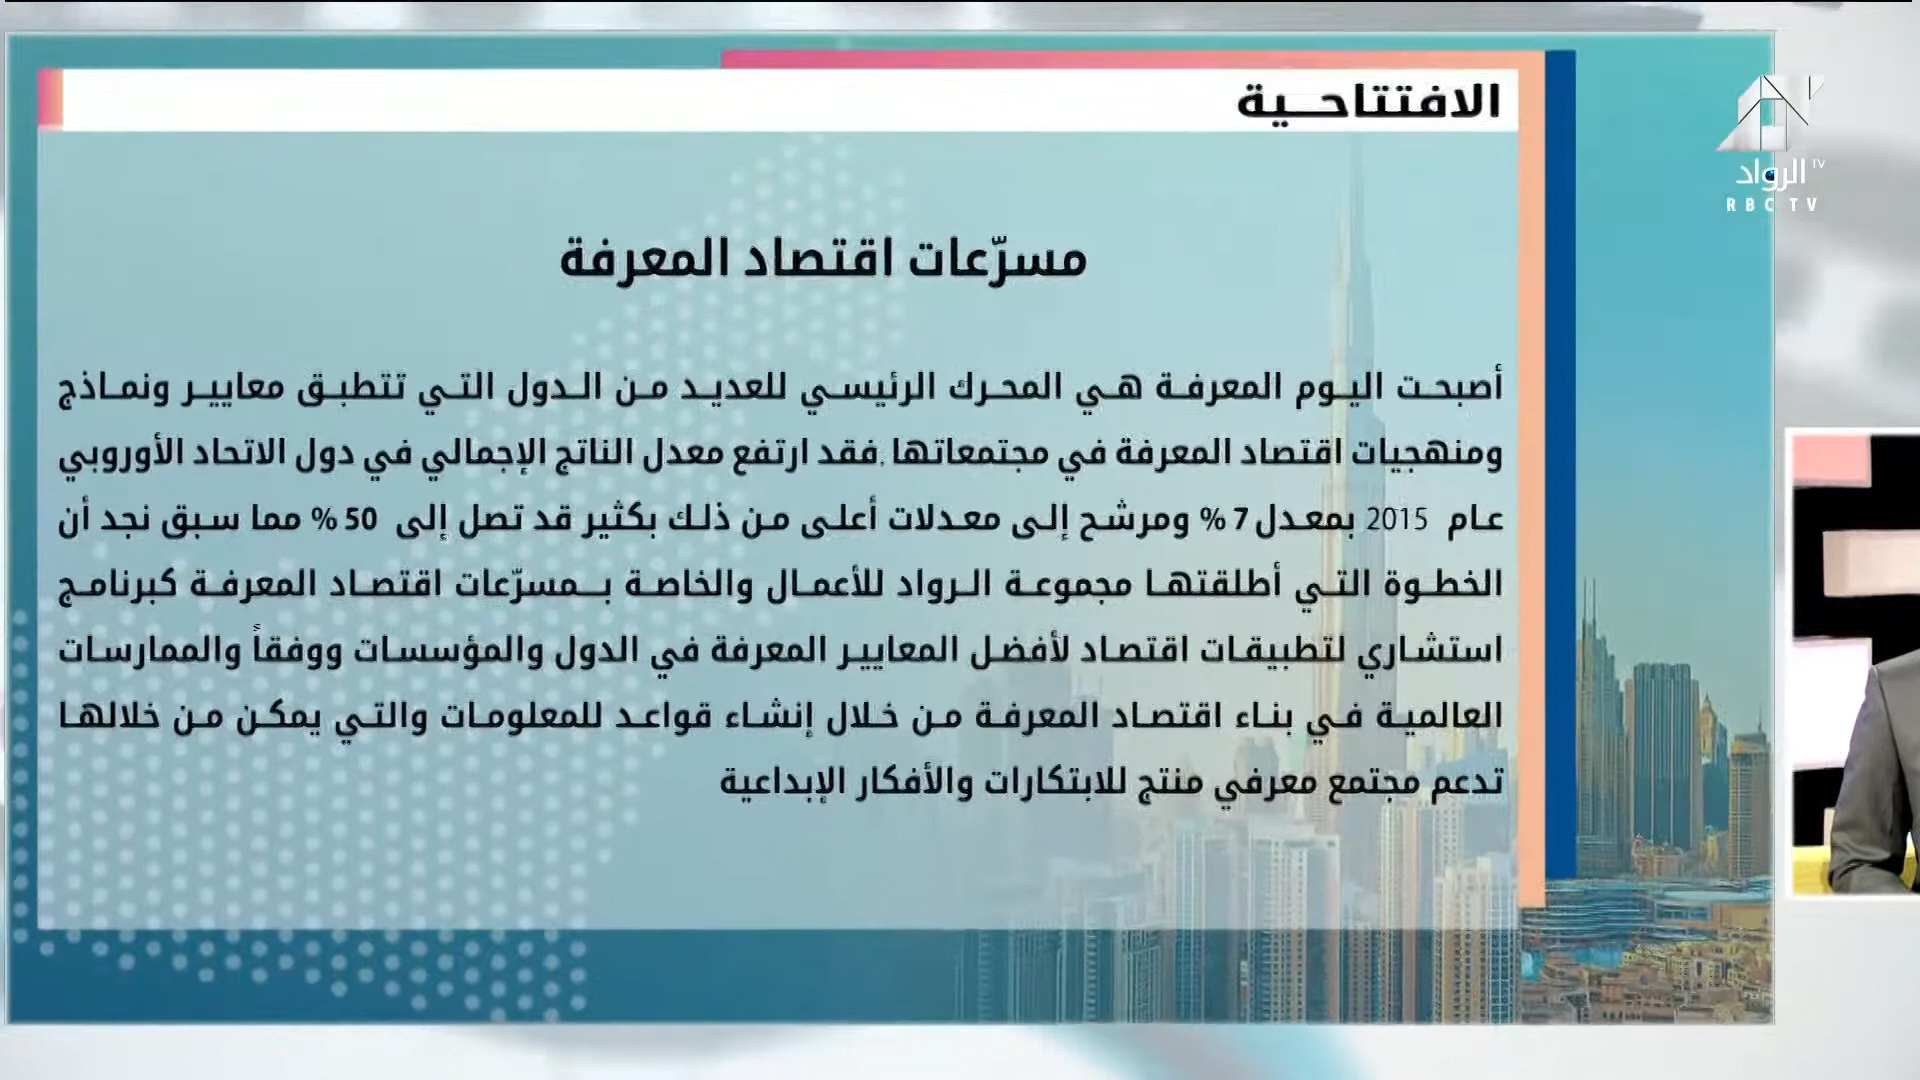 الافتتاحـــية
الرواد TV
RBC TV
مسرّعات اقتصاد المعرفة
أصبحت اليوم المعرفة هي المحرك الرئيسي للعديد من الدول التي تتطبق معايير ونماذج
ومنهجيات اقتصاد المعرفة في مجتمعاتها .فقد ارتفع معدل الناتج الإجمالي في دول الاتحاد الأوروبي
عام 2015 بمعدل 7 % ومرشح إلى معدلات أعلى من ذلك بكثير قد تصل إلى 50 % مما سبق نجد أن
الخطوة التي أطلقتها مجموعة الرواد للأعمال والخاصة بـــمسرّعات اقتصاد المعرفة كبرنامج
استشاري لتطبيقات اقتصاد لأفضل المعايير المعرفة في الدول والمؤسسات ووفقاً والممارسات
العالمية في بناء اقتصاد المعرفة من خلال إنشاء قواعد للمعلومات والتي يمكن من خلالها
تدعم مجتمع معرفي منتج للابتكارات والأفكار الإبداعية